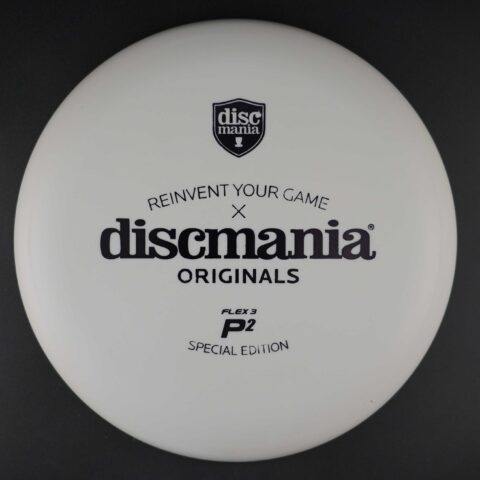 disc
mania
REINVENT YOUR GAME
X
discmania®
ORIGINALS
FLEX 3
P2
SPECIAL EDITION